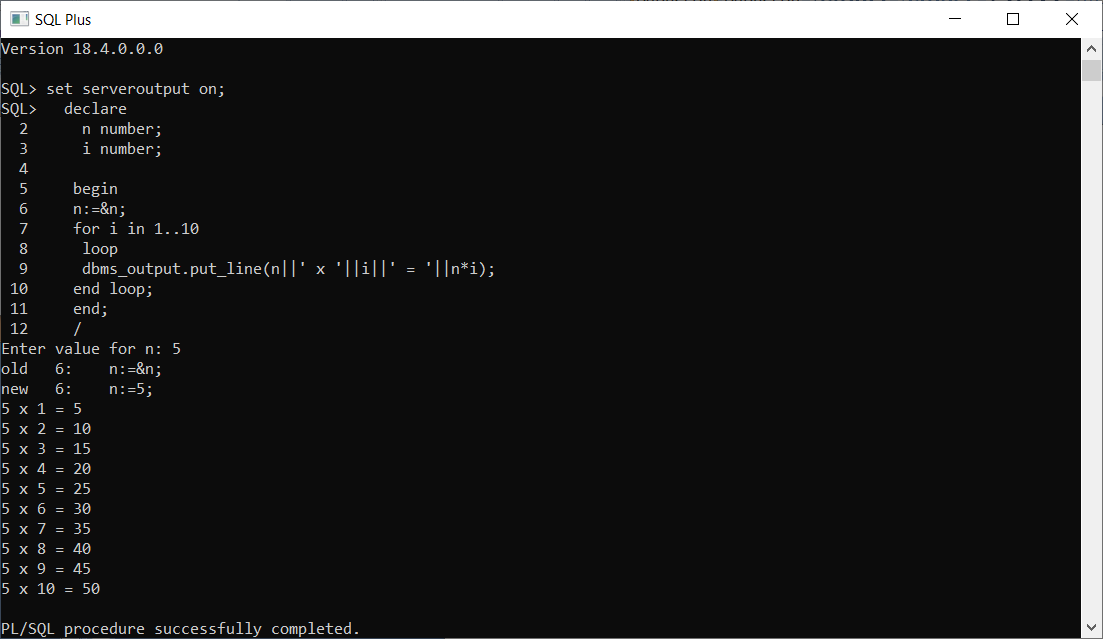 SQL Plus
Version 18.4.0.0.0
SQL> set serveroutput on;
SQL>   declare
  2      n number;
  3      i number;
  4
  5     begin
  6     n:=&n;
  7     for i in 1..10
  8      loop
  9      dbms_output.put_line(n||' x '||i||' = '||n*i);
 10     end loop;
 11     end;
 12     /
Enter value for n: 5
old   6:    n:=&n;
new   6:    n:=5;
5 x 1 = 5
5 x 2 = 10
5 x 3 = 15
5 x 4 = 20
5 x 5 = 25
5 x 6 = 30
5 x 7 = 35
5 x 8 = 40
5 x 9 = 45
5 x 10 = 50
PL/SQL procedure successfully completed.